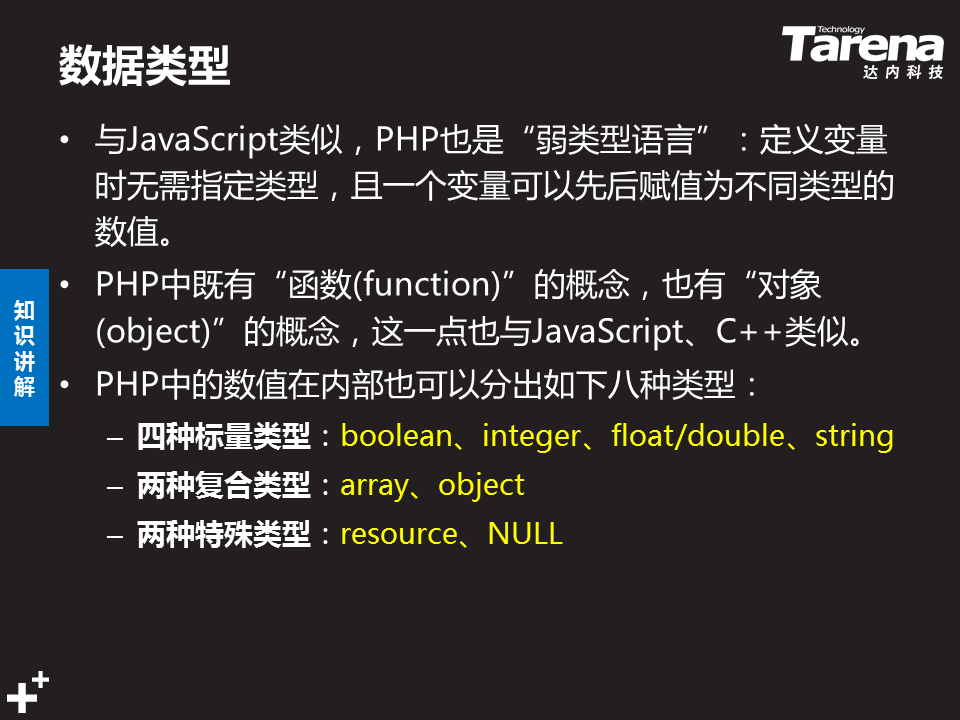 数据类型
Technology
Tarena
达内科技
• 与JavaScript类似，PHP也是“弱类型语言”：定义变量
时无需指定类型，且一个变量可以先后赋值为不同类型的
数值。
• PHP中既有“函数(function)”的概念，也有“对象
(object)”的概念，这一点也与JavaScript、C++类似。
• PHP中的数值在内部也可以分出如下八种类型：
– 四种标量类型：boolean、integer、float/double、string
– 两种复合类型：array、object
– 两种特殊类型：resource、NULL
知
识
讲
解